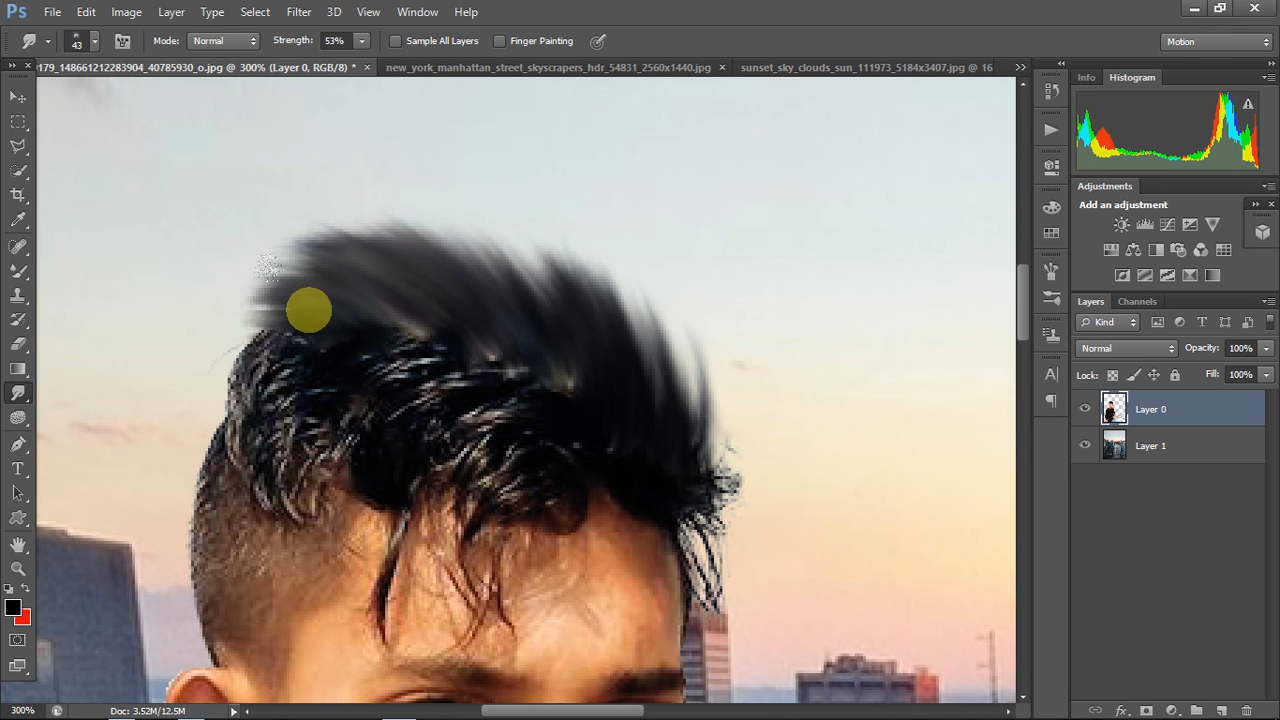 Ps File Edit Image Layer Type Select Filter 3D View Window Help
43 Mode: Normal Strength: 53% Sample All Layers Finger Painting Motion
179_148661212283904_40785930_o.jpg @ 300% (Layer 0, RGB/8) * × new_york_manhattan_street_skyscrapers_hdr_54831_2560x1440.jpg × sunset_sky_clouds_sun_111973_5184x3407.jpg @ 16
Info Histogram
Adjustments
Add an adjustment
Layers Channels
Kind
Normal Opacity: 100%
Lock: Fill: 100%
Layer 0
Layer 1
300% Doc: 3.52M/12.5M